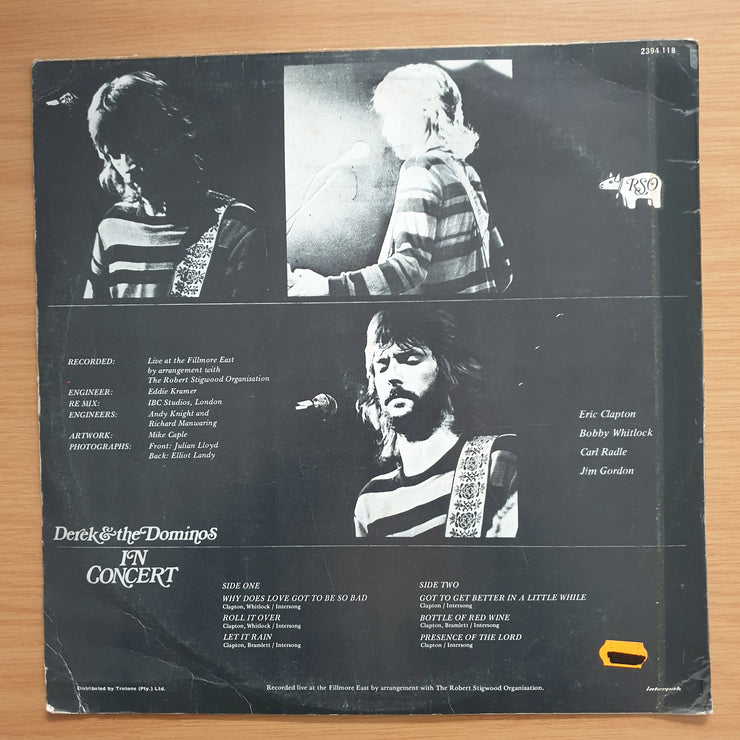 2394 118
RSO
RECORDED: Live at the Fillmore East
by arrangement with
The Robert Stigwood Organisation
ENGINEER: Eddie Kramer
RE MIX: IBC Studios, London
ENGINEERS: Andy Knight and
Richard Manwaring
ARTWORK: Mike Caple
PHOTOGRAPHS: Front: Julian Lloyd
Back: Elliot Landy
Eric Clapton
Bobby Whitlock
Carl Radle
Jim Gordon
Derek & the Dominos
IN
CONCERT
SIDE ONE
WHY DOES LOVE GOT TO BE SO BAD
Clapton, Whitlock / Intersong
ROLL IT OVER
Clapton, Whitlock / Intersong
LET IT RAIN
Clapton, Bramlett / Intersong
SIDE TWO
GOT TO GET BETTER IN A LITTLE WHILE
Clapton / Intersong
BOTTLE OF RED WINE
Clapton, Bramlett / Intersong
PRESENCE OF THE LORD
Clapton / Intersong
Distributed by Trutone (Pty.) Ltd.
Recorded live at the Fillmore East by arrangement with The Robert Stigwood Organisation.
interpak